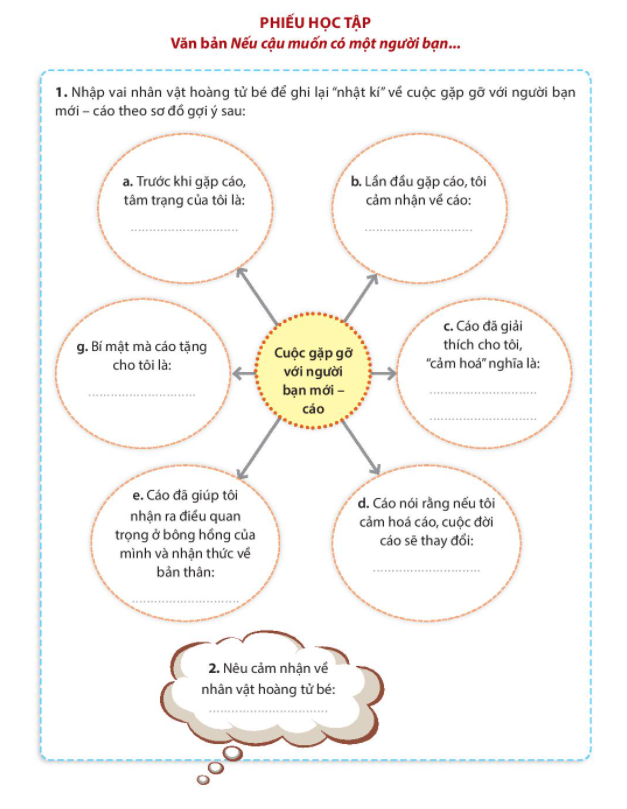 PHIẾU HỌC TẬP
Văn bản Nếu cậu muốn có một người bạn...
1. Nhập vai nhân vật hoàng tử bé để ghi lại “nhật kí” về cuộc gặp gỡ với người bạn
mới – cáo theo sơ đồ gợi ý sau:
a. Trước khi gặp cáo,
tâm trạng của tôi là:
................................
b. Lần đầu gặp cáo, tôi
cảm nhận về cáo:
................................
g. Bí mật mà cáo tặng
cho tôi là:
................................
Cuộc gặp gỡ
với người
bạn mới –
cáo
c. Cáo đã giải
thích cho tôi,
“cảm hoá” nghĩa là:
................................
................................
e. Cáo đã giúp tôi
nhận ra điều quan
trọng ở bông hồng của
mình và nhận thức về
bản thân:
................................
d. Cáo nói rằng nếu tôi
cảm hoá cáo, cuộc đời
cáo sẽ thay đổi:
................................
2. Nêu cảm nhận về
nhân vật hoàng tử bé:
................................